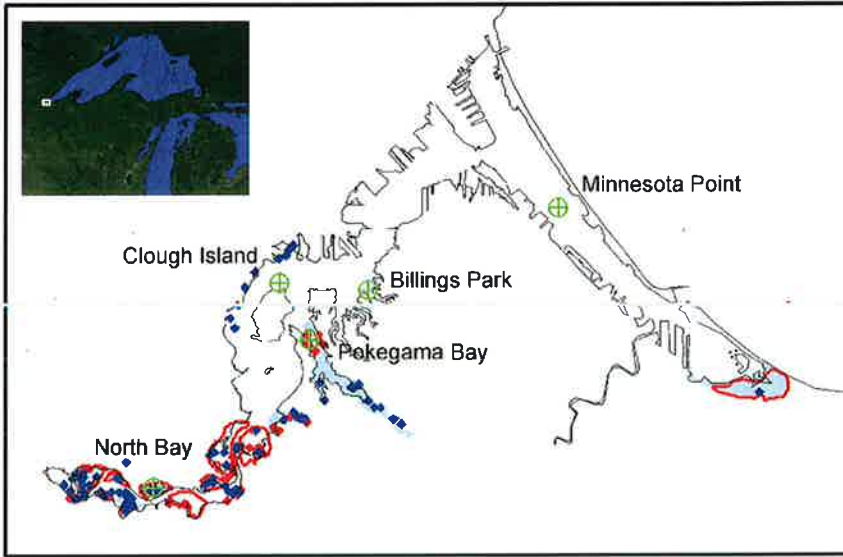 Minnesota Point
Clough Island
Billings Park
Pokegama Bay
North Bay